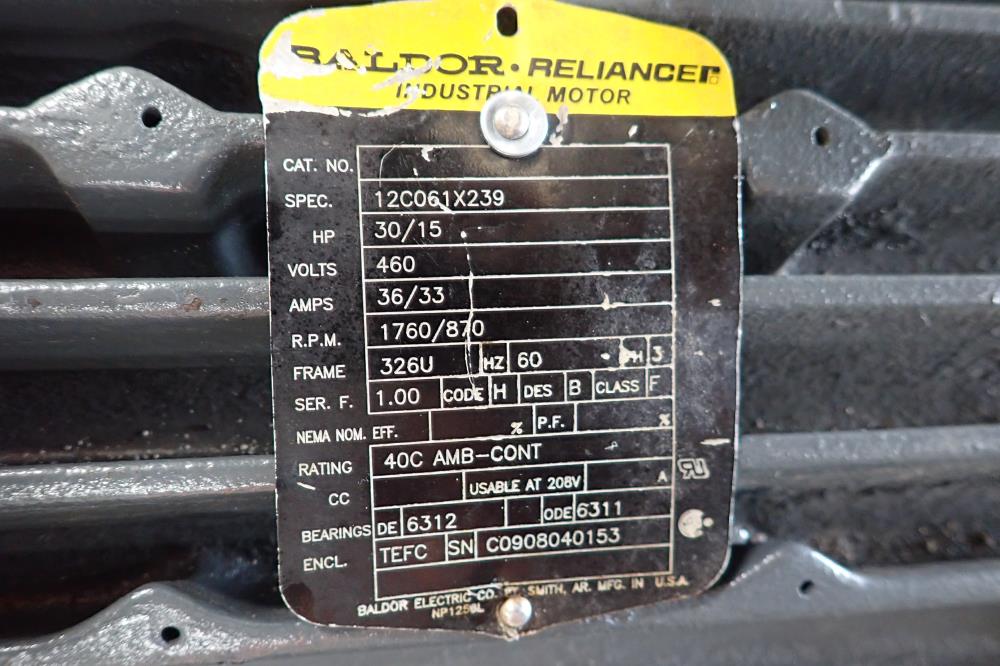 BALDOR • RELIANCE
INDUSTRIAL MOTOR
CAT. NO.
SPEC. 12C061X239
HP 30/15
VOLTS 460
AMPS 36/33
R.P.M. 1760/870
FRAME 326U HZ 60 PH 3
SER. F. 1.00 CODE H DES B CLASS F
NEMA NOM. EFF. % P.F. %
RATING 40C AMB-CONT
CC USABLE AT 208V A
BEARINGS DE 6312 ODE 6311
ENCL. TEFC SN C0908040153
BALDOR ELECTRIC CO. FT. SMITH, AR. MFG. IN U.S.A.